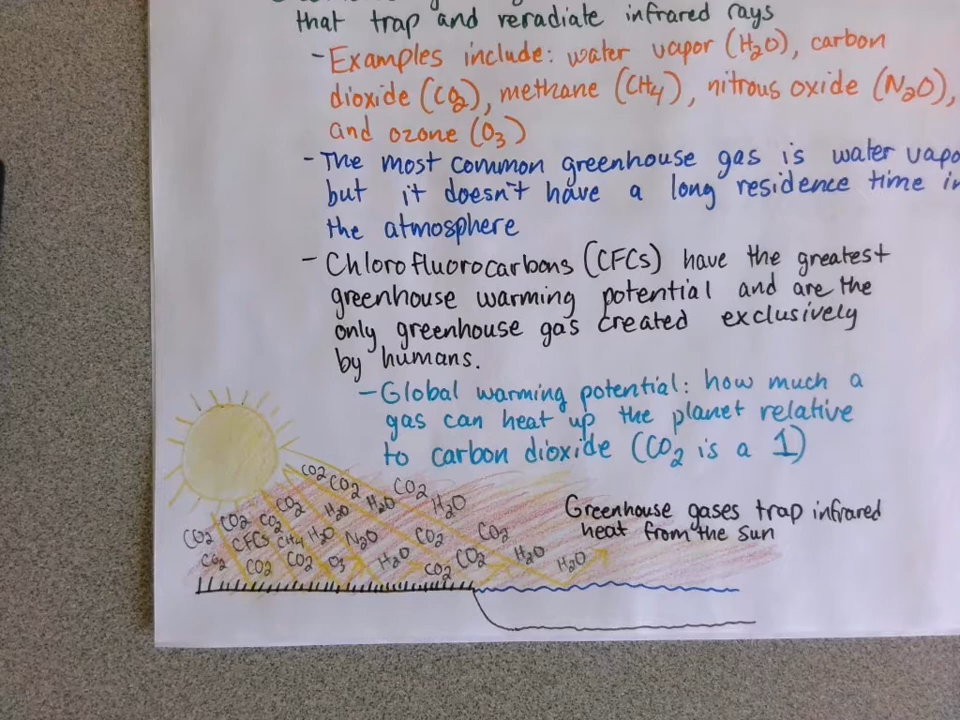 that trap and reradiate infrared rays
- Examples include: water vapor (H2O), carbon
dioxide (CO2), methane (CH4), nitrous oxide (N2O),
and ozone (O3)
- The most common greenhouse gas is water vapo
but it doesn't have a long residence time in
the atmosphere
- Chlorofluorocarbons (CFCs) have the greatest
greenhouse warming potential and are the
only greenhouse gas created exclusively
by humans.
- Global warming potential: how much a
gas can heat up the planet relative
to carbon dioxide (CO2 is a 1)
CO2 CO2 CO2
CO2 H2O H2O H2O
CO2 CO2 CO2 CO2 CO2
CFCs CH4 H2O N2O
CO2 CO2 CO2 O3 H2O CO2 CO2 H2O H2O
Greenhouse gases trap infrared
heat from the sun